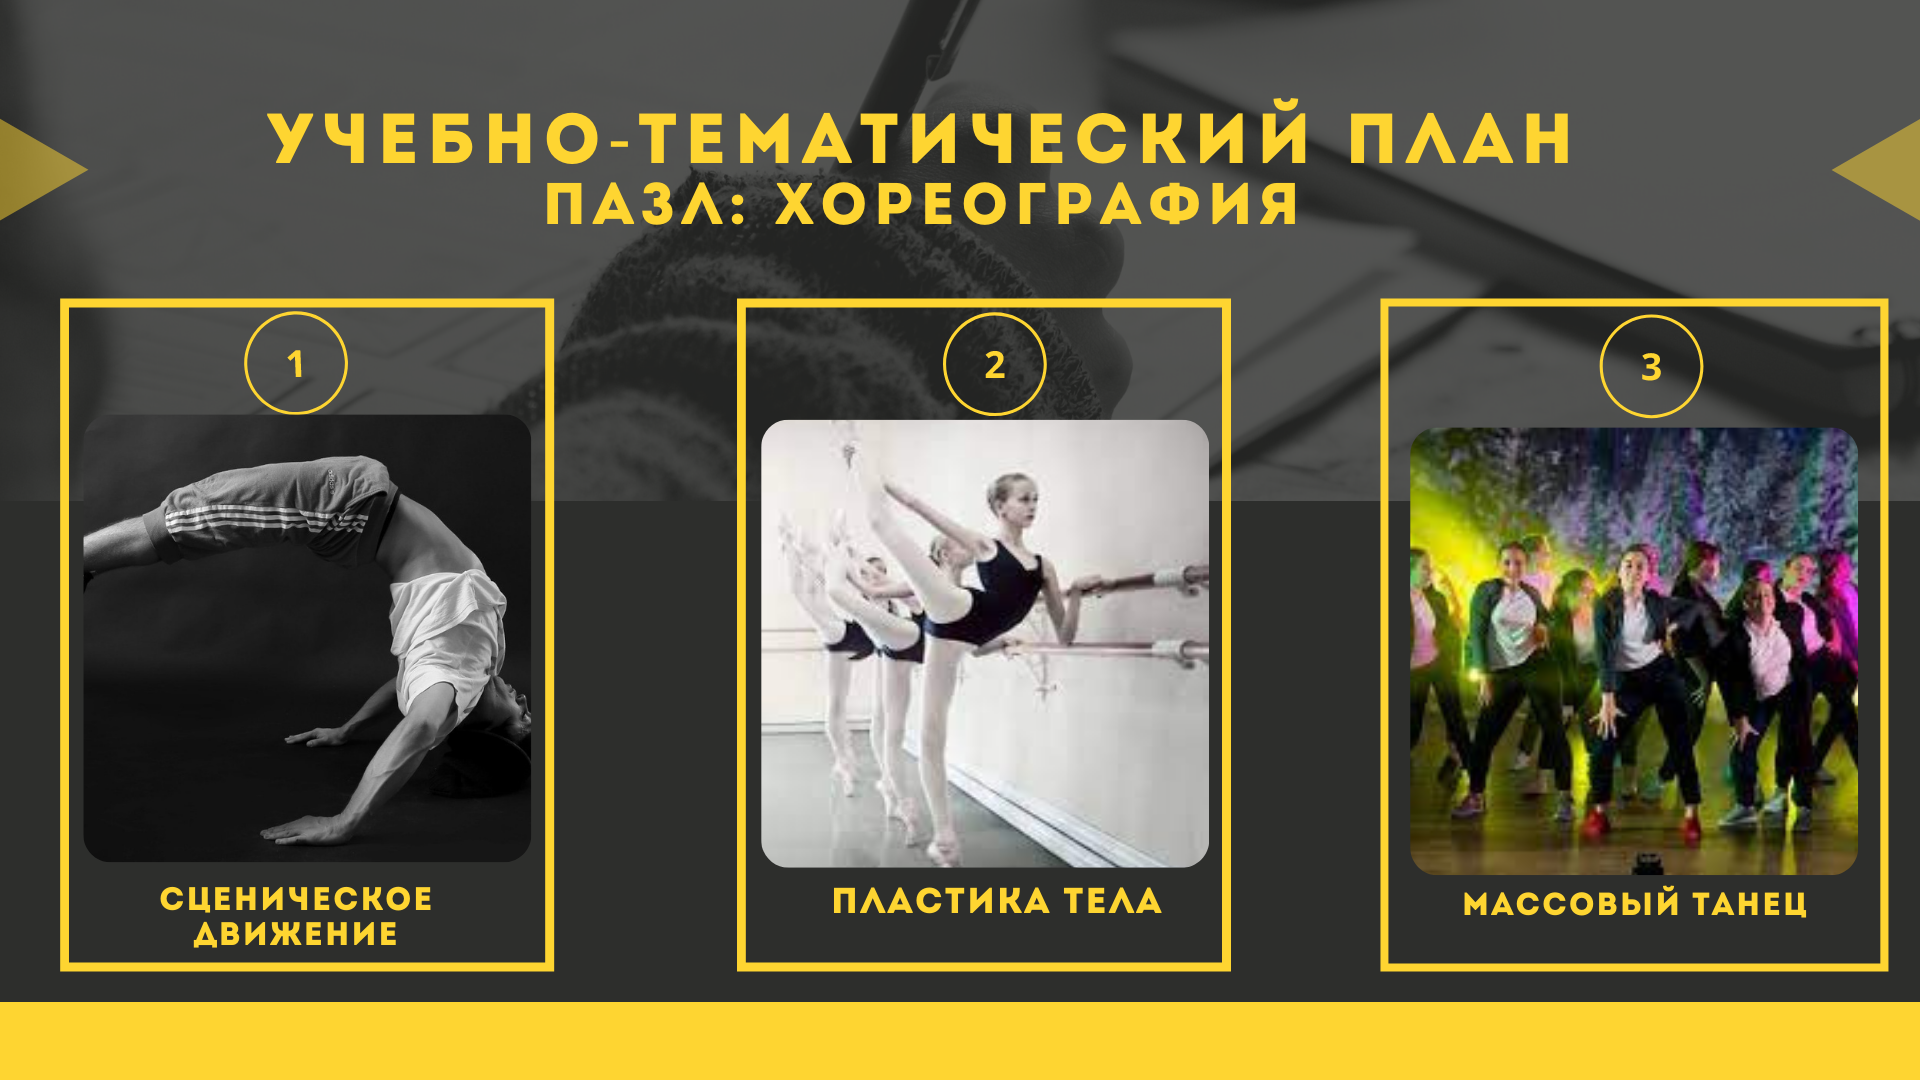 УЧЕБНО-ТЕМАТИЧЕСКИЙ ПЛАН
ПАЗЛ: ХОРЕОГРАФИЯ
1
СЦЕНИЧЕСКОЕ
ДВИЖЕНИЕ
2
ПЛАСТИКА ТЕЛА
3
МАССОВЫЙ ТАНЕЦ